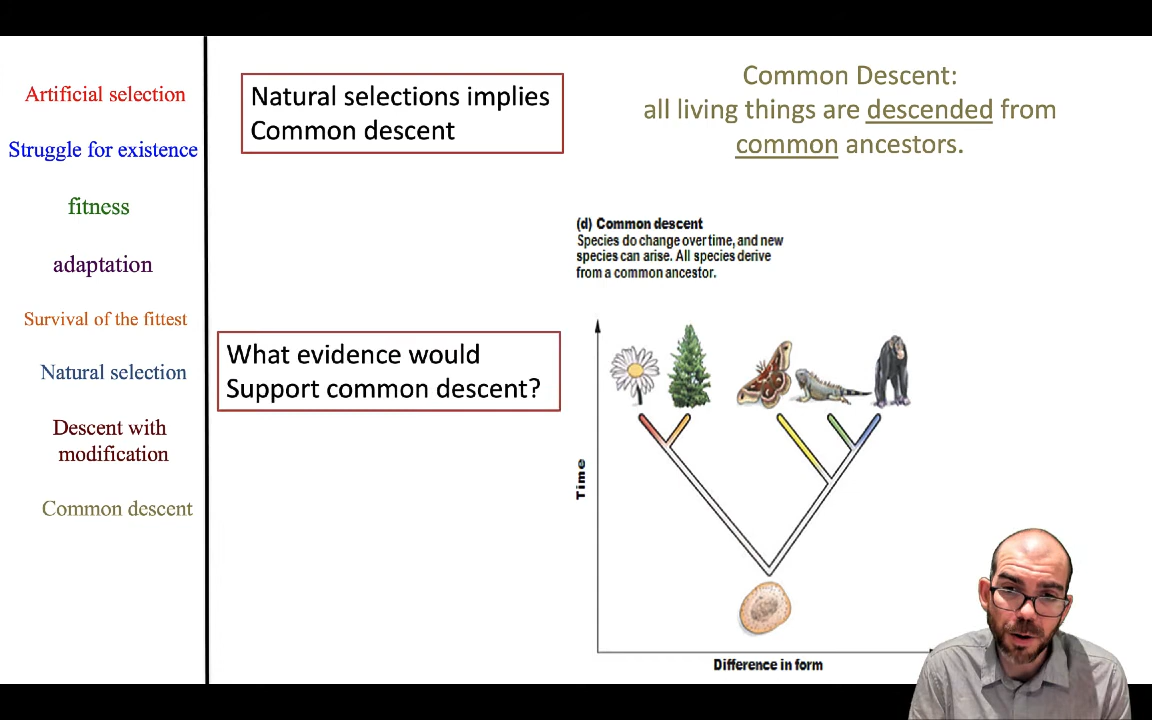 Artificial selection
Struggle for existence
fitness
adaptation
Survival of the fittest
Natural selection
Descent with
modification
Common descent
Natural selections implies
Common descent
What evidence would
Support common descent?
Common Descent:
all living things are descended from
common ancestors.
(d) Common descent
Species do change over time, and new
species can arise. All species derive
from a common ancestor.
Time
Difference in form